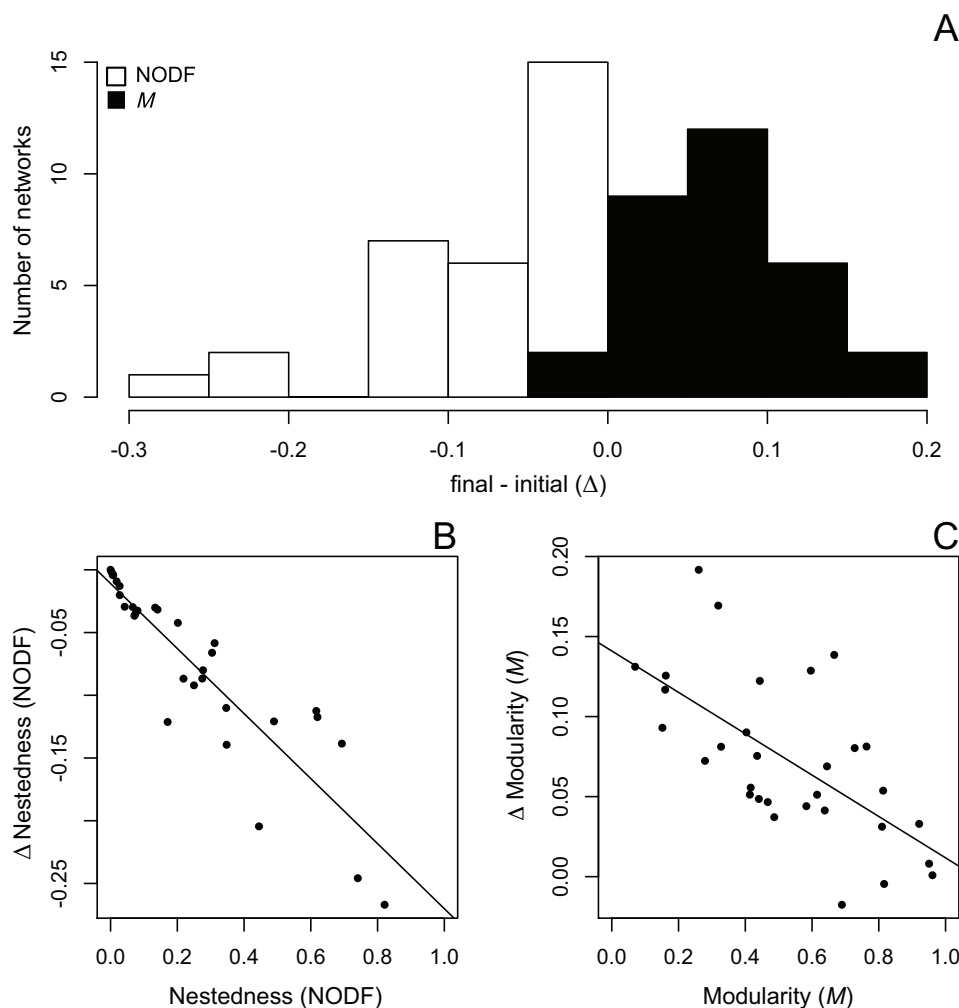 A
Number of networks
15
10
5
0
NODF
M
-0.3 -0.2 -0.1 0.0 0.1 0.2
final - initial (Δ)
B
Δ Nestedness (NODF)
-0.05
-0.15
-0.25
0.0 0.2 0.4 0.6 0.8 1.0
Nestedness (NODF)
C
Δ Modularity (M)
0.20
0.15
0.10
0.05
0.00
0.0 0.2 0.4 0.6 0.8 1.0
Modularity (M)